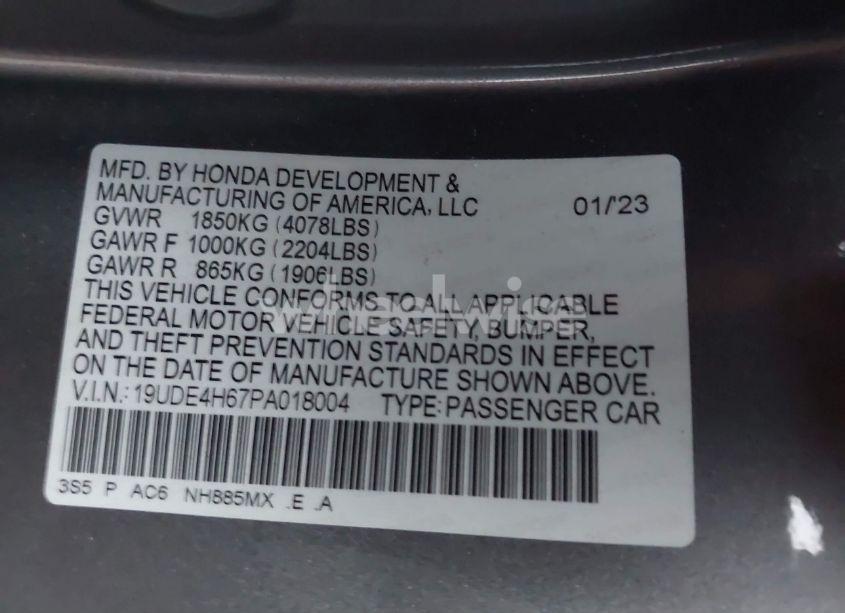 MFD. BY HONDA DEVELOPMENT &
MANUFACTURING OF AMERICA, LLC 01/'23
GVWR 1850KG (4078LBS)
GAWR F 1000KG (2204LBS)
GAWR R 865KG (1906LBS)
THIS VEHICLE CONFORMS TO ALL APPLICABLE
FEDERAL MOTOR VEHICLE SAFETY, BUMPER,
AND THEFT PREVENTION STANDARDS IN EFFECT
ON THE DATE OF MANUFACTURE SHOWN ABOVE.
V.I.N.: 19UDE4H67PA018004 TYPE: PASSENGER CAR
3S5 P AC6 NH885MX .E .A